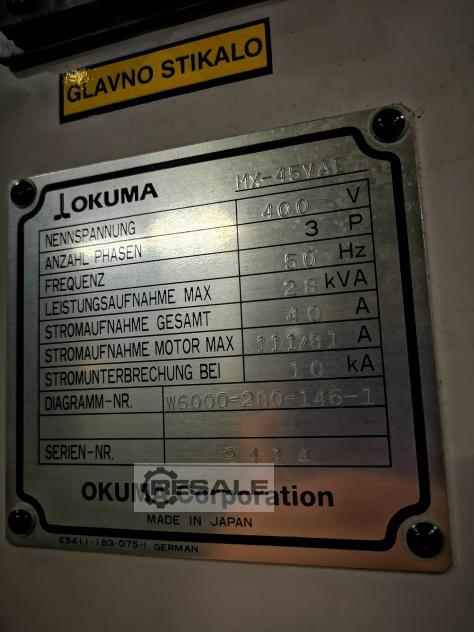 GLAVNO STIKALO
OKUMA MX-45VAE
NENNSPANNUNG 400 V
ANZAHL PHASEN 3 P
FREQUENZ 50 Hz
LEISTUNGSAUFNAHME MAX 28 kVA
STROMAUFNAHME GESAMT 40 A
STROMAUFNAHME MOTOR MAX 111/81 A
STROMUNTERBRECHUNG BEI 10 kA
DIAGRAMM-NR. W6000-280-146-1
SERIEN-NR. 2414
RESALE
OKUMA Corporation
MADE IN JAPAN
E5411-183-075-1 GERMAN